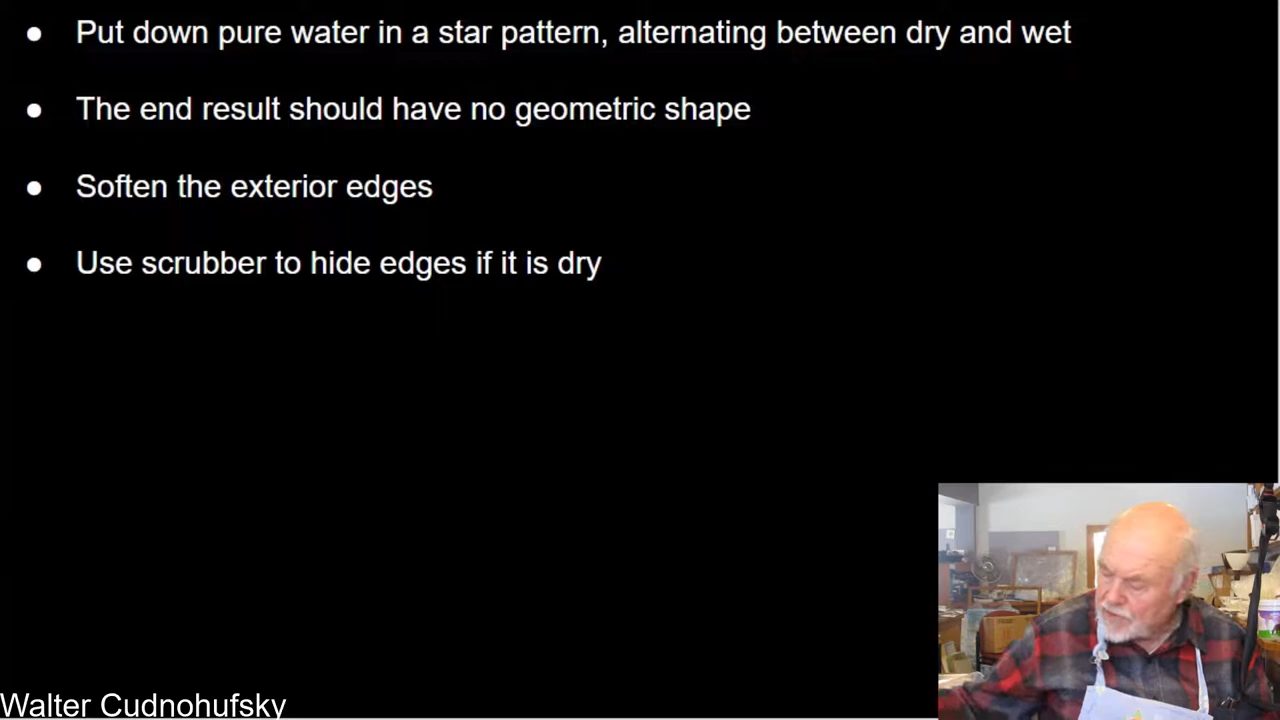 ● Put down pure water in a star pattern, alternating between dry and wet
● The end result should have no geometric shape
● Soften the exterior edges
● Use scrubber to hide edges if it is dry
Walter Cudnohufsky